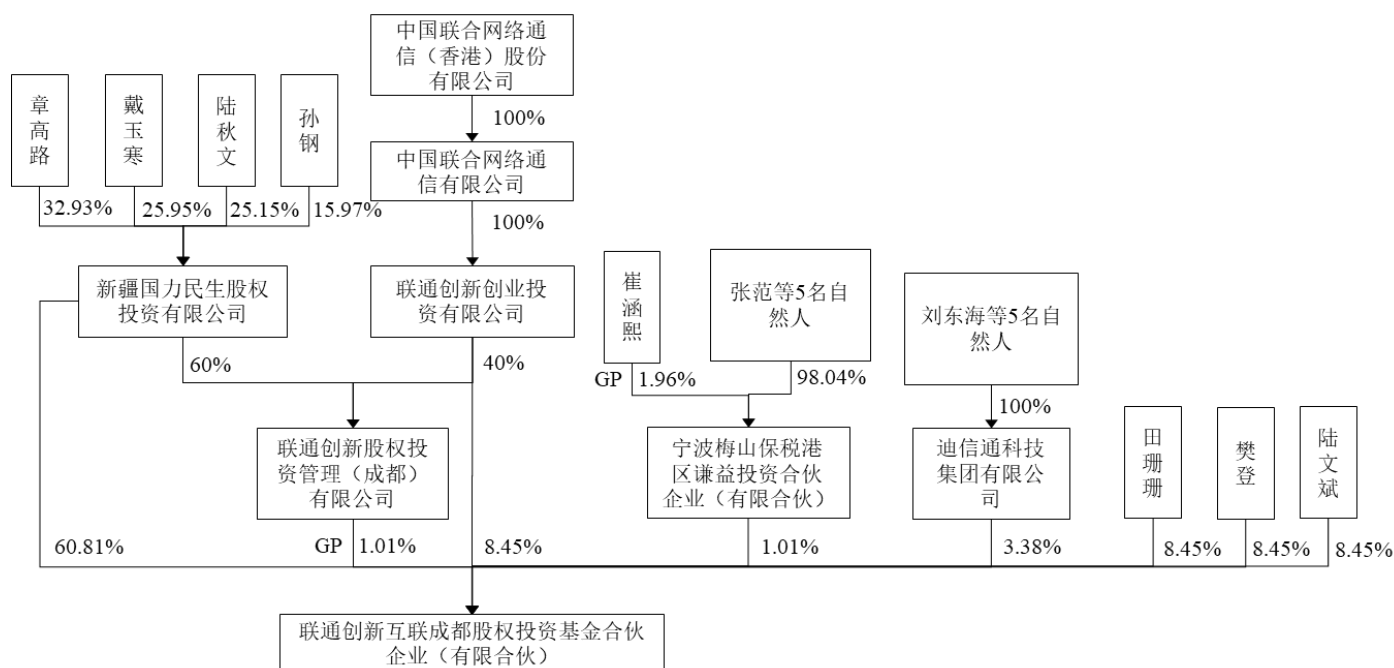 中国联合网络通
信（香港）股份
有限公司
章
高
路
戴
玉
寒
陆
秋
文
孙
钢
100%
中国联合网络通
信有限公司
32.93%
25.95%
25.15%
15.97%
100%
新疆国力民生股权
投资有限公司
联通创新创业投
资有限公司
崔
涵
熙
张范等5名自
然人
刘东海等5名自
然人
60%
40%
GP
1.96%
98.04%
100%
联通创新股权投
资管理（成都）
有限公司
宁波梅山保税港
区谦益投资合伙
企业（有限合伙）
迪信通科技
集团有限公
司
田
珊
珊
樊
登
陆
文
斌
60.81%
GP
1.01%
8.45%
1.01%
3.38%
8.45%
8.45%
8.45%
联通创新互联成都股权投资基金合伙
企业（有限合伙）